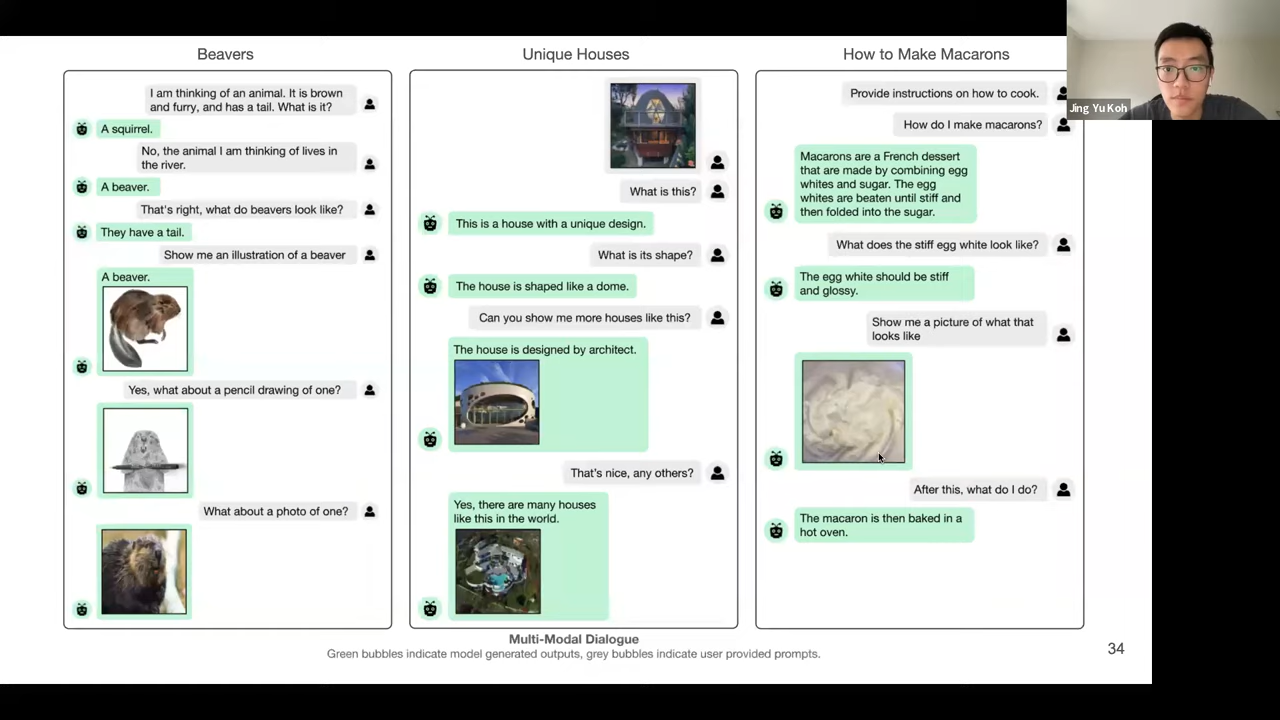 Beavers
I am thinking of an animal. It is brown
and furry, and has a tail. What is it?
A squirrel.
No, the animal I am thinking of lives in
the river.
A beaver.
That's right, what do beavers look like?
They have a tail.
Show me an illustration of a beaver
A beaver.
Yes, what about a pencil drawing of one?
What about a photo of one?
Unique Houses
What is this?
This is a house with a unique design.
What is its shape?
The house is shaped like a dome.
Can you show me more houses like this?
The house is designed by architect.
That's nice, any others?
Yes, there are many houses
like this in the world.
How to Make Macarons
Provide instructions on how to cook.
How do I make macarons?
Macarons are a French dessert
that are made by combining egg
whites and sugar. The egg
whites are beaten until stiff and
then folded into the sugar.
What does the stiff egg white look like?
The egg white should be stiff
and glossy.
Show me a picture of what that
looks like
After this, what do I do?
The macaron is then baked in a
hot oven.
Jing Yu Koh
Multi-Modal Dialogue
Green bubbles indicate model generated outputs, grey bubbles indicate user provided prompts.
34